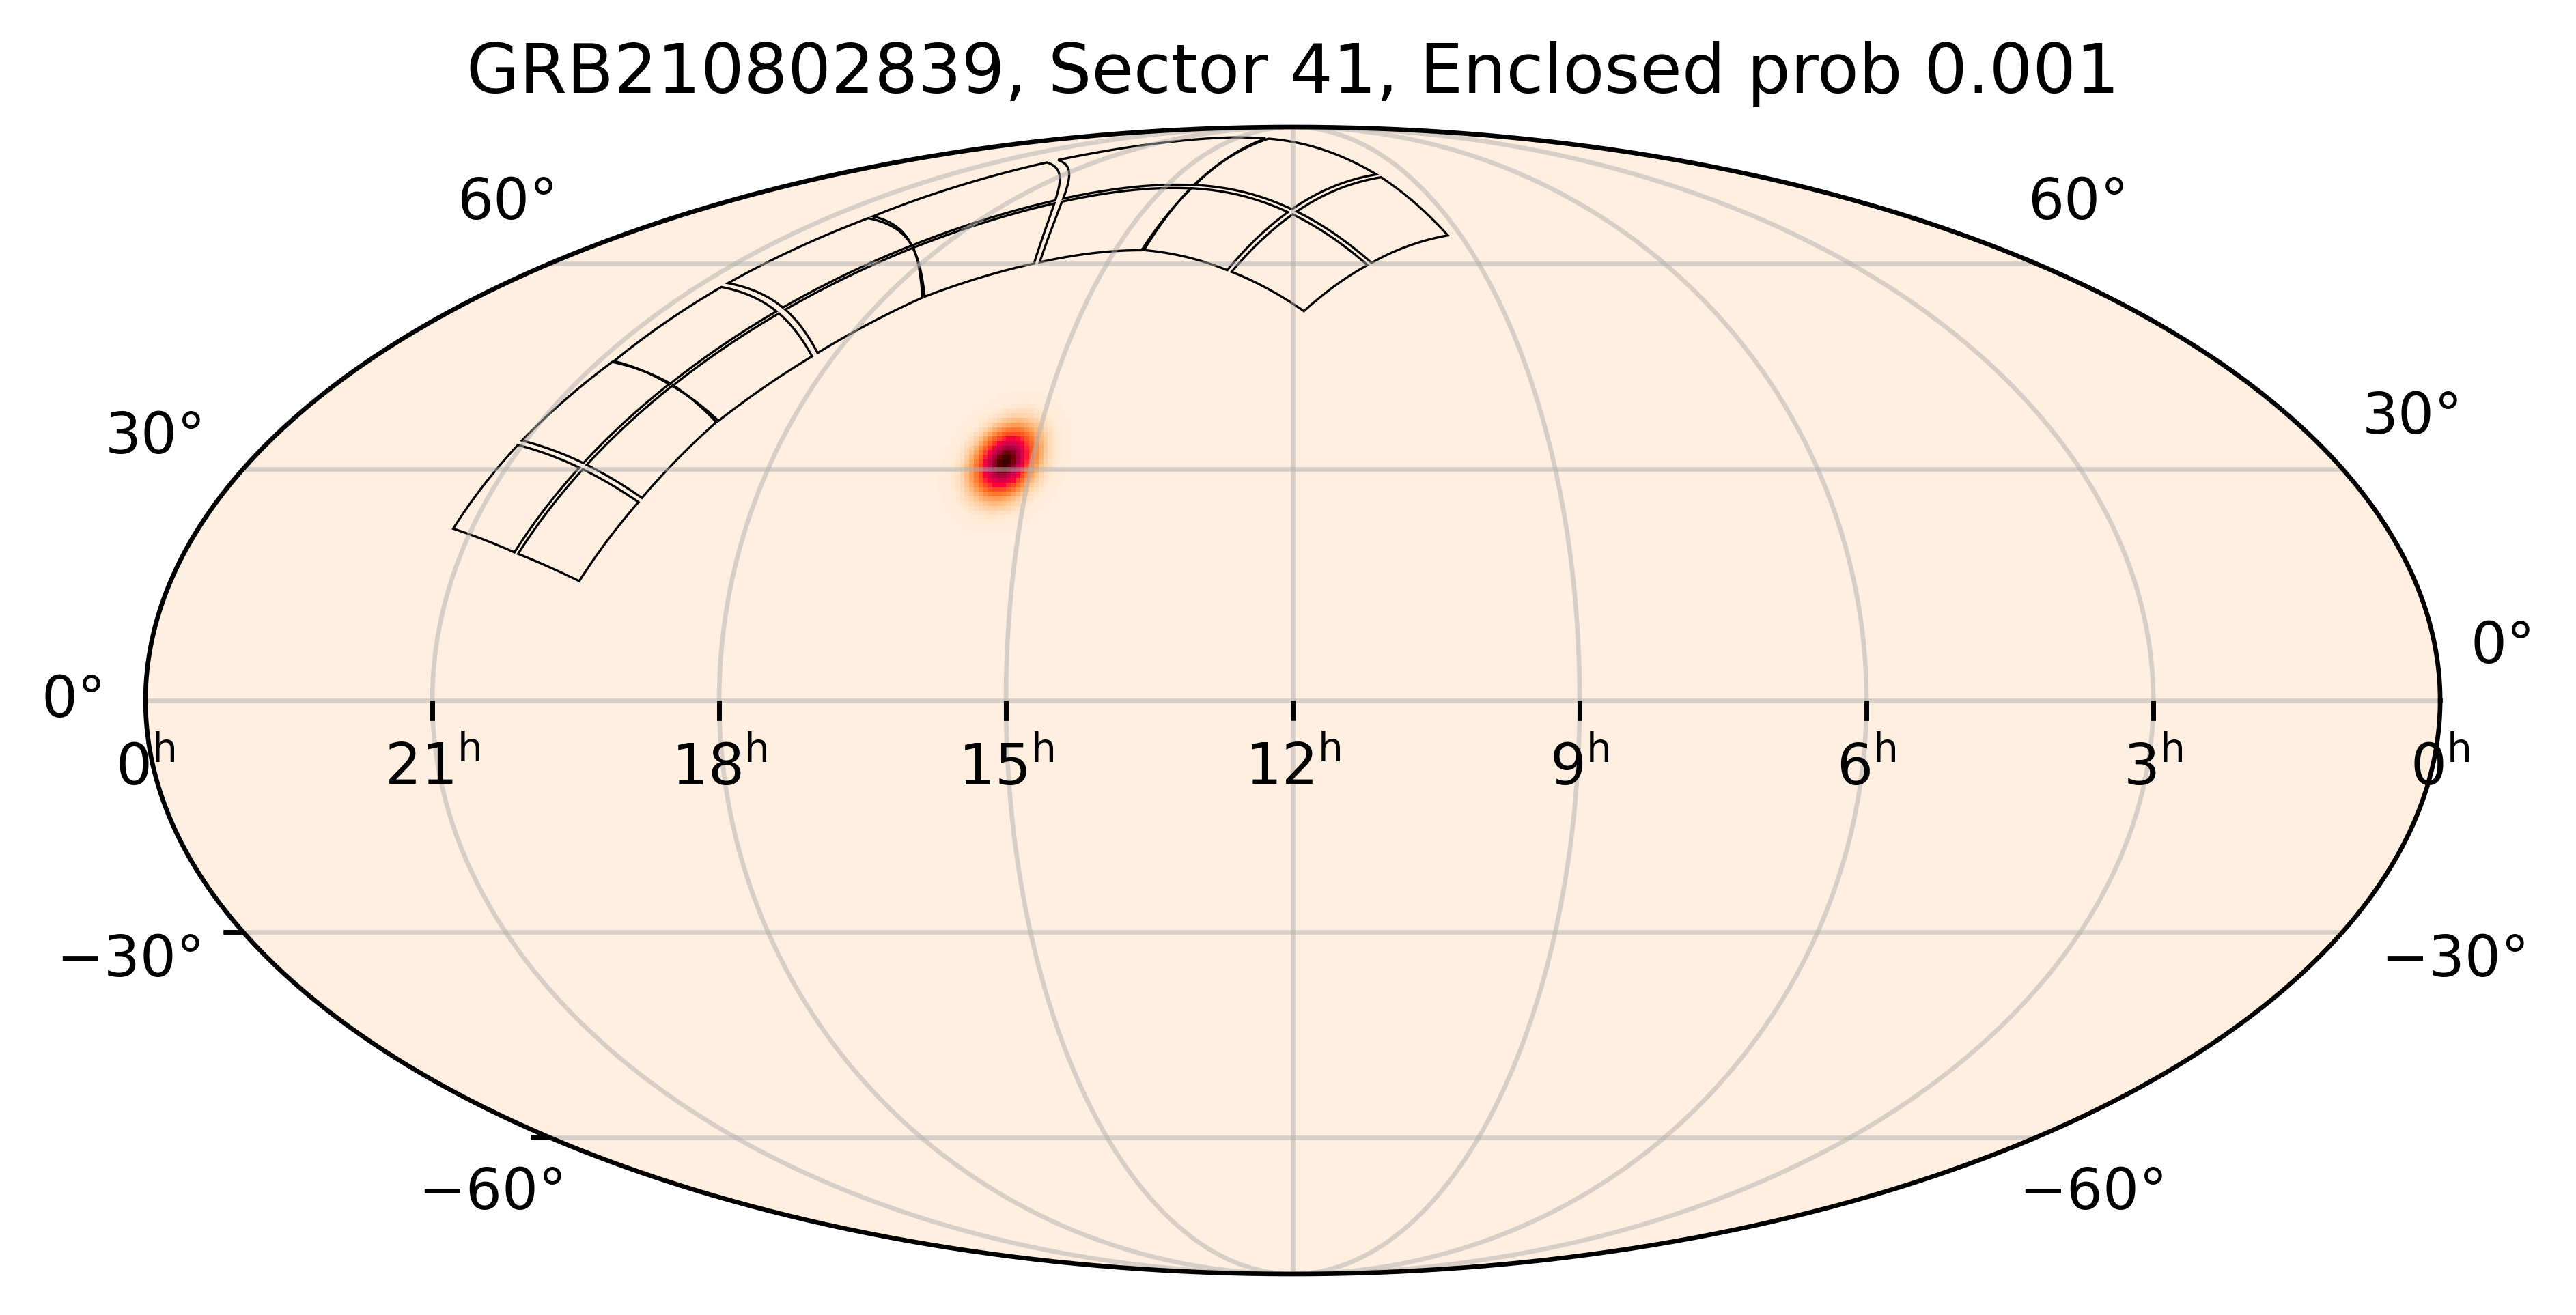 GRB210802839, Sector 41, Enclosed prob 0.001
60° 60°
30° 30°
0° 0°
0h 21h 18h 15h 12h 9h 6h 3h 0h
−30° −30°
−60° −60°